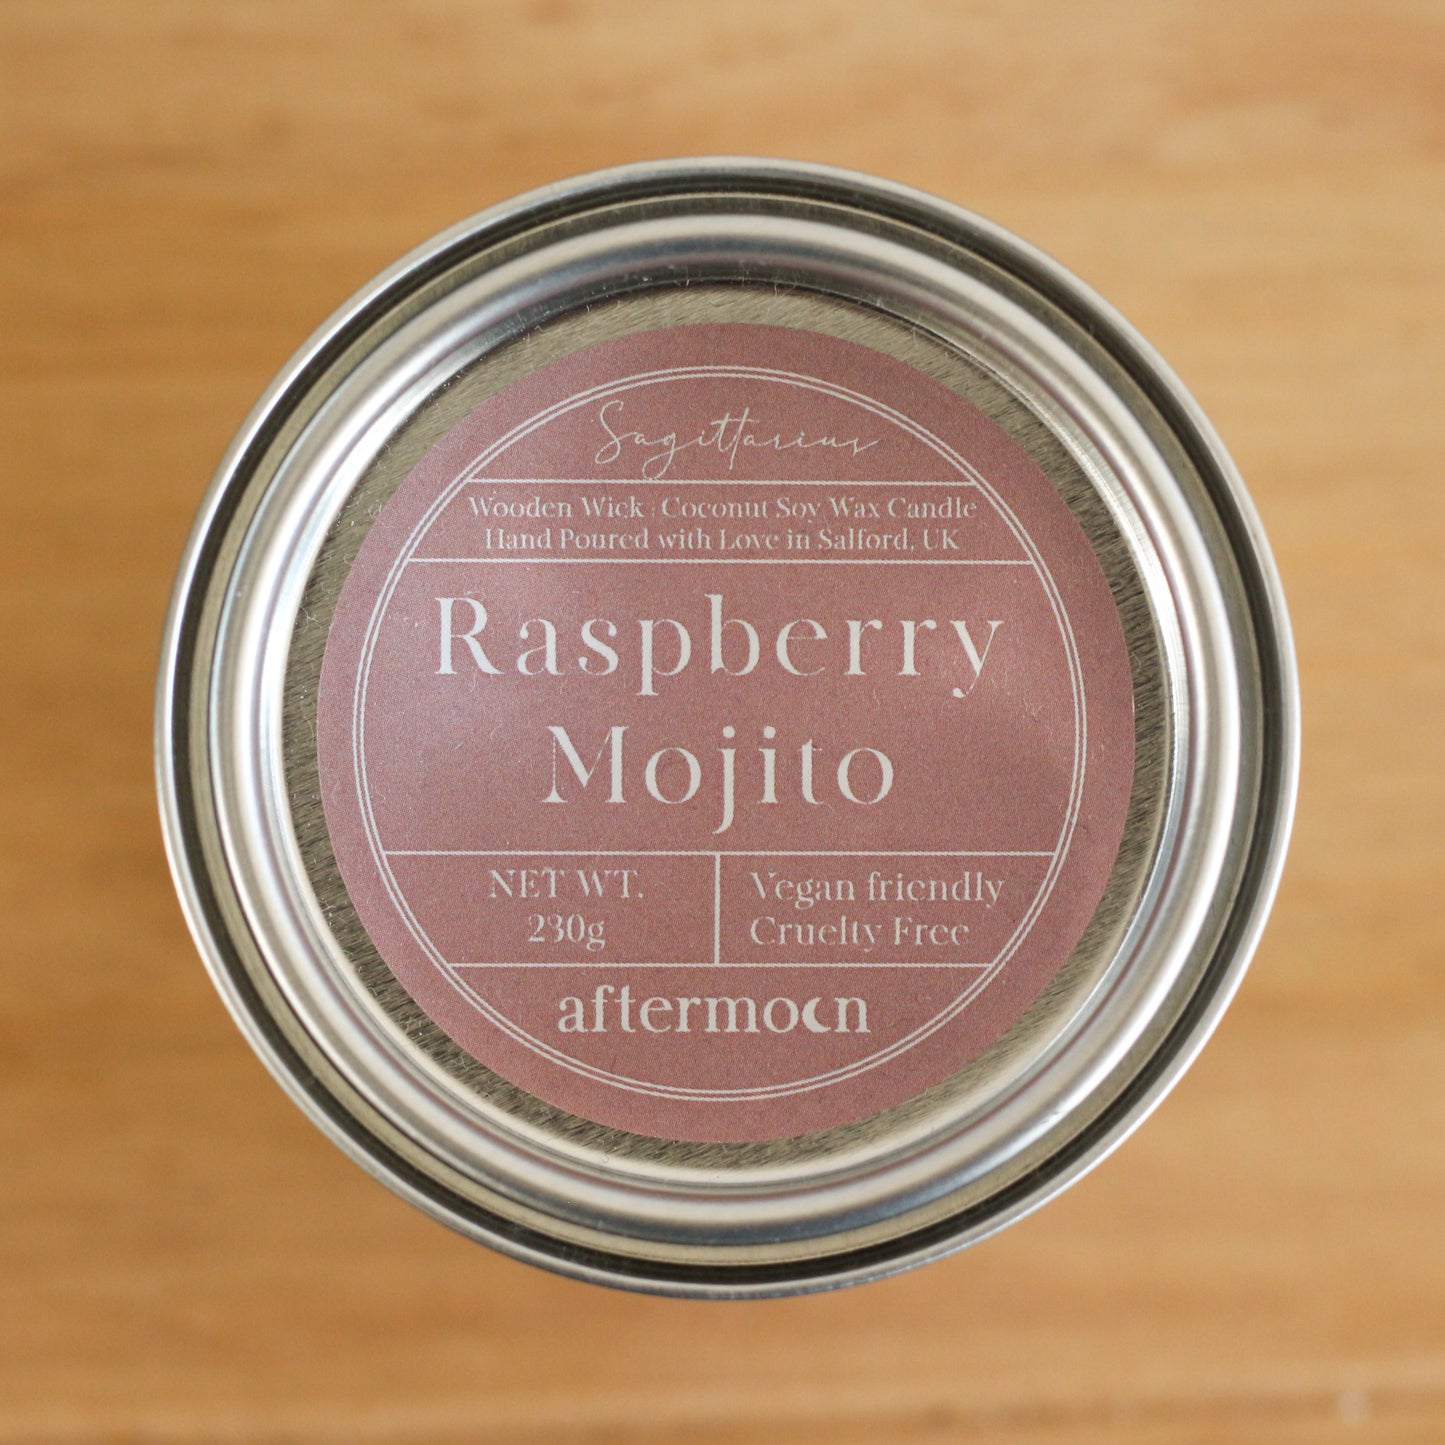 Sagittarius
Wooden Wick | Coconut Soy Wax Candle
Hand Poured with Love in Salford, UK
Raspberry
Mojito
NET WT.
230g
Vegan friendly
Cruelty Free
aftermoon